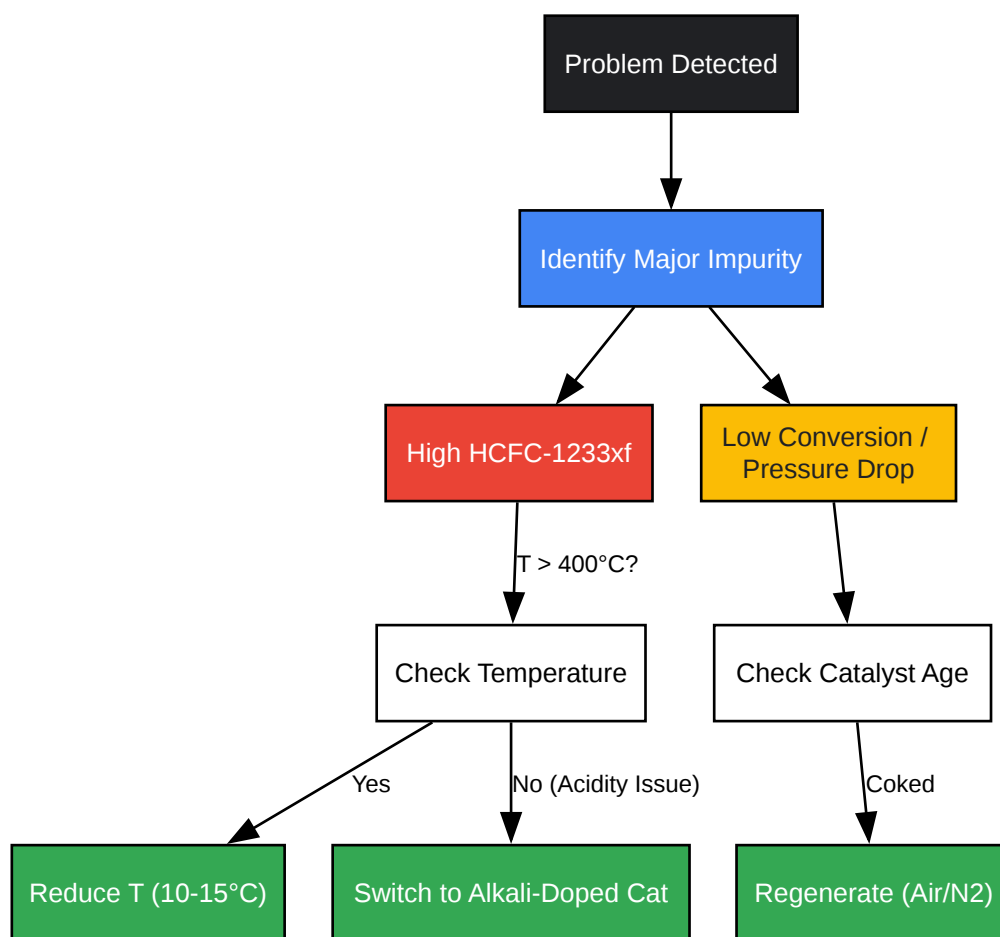 Problem Detected
Identify Major Impurity
High HCFC-1233xf
Low Conversion /
Pressure Drop
T > 400°C?
Check Temperature
Check Catalyst Age
Yes
No (Acidity Issue)
Coked
Reduce T (10-15°C)
Switch to Alkali-Doped Cat
Regenerate (Air/N2)